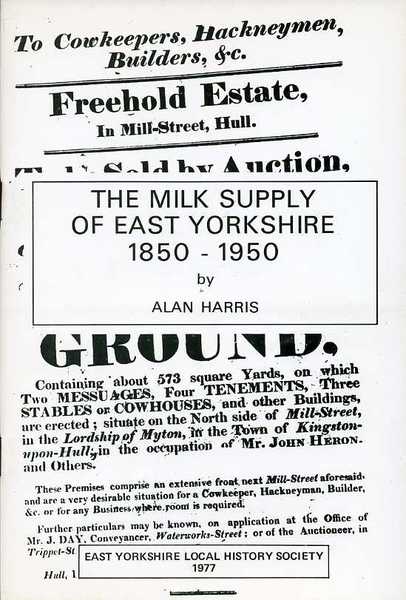 To Cowkeepers, Hackneymen,
Builders, &c.
Freehold Estate,
In Mill-Street, Hull.
Sold by Auction,
THE MILK SUPPLY
OF EAST YORKSHIRE
1850 - 1950
by
ALAN HARRIS
GROUND,
Containing about 573 square Yards, on which
Two MESSUAGES, Four TENEMENTS, Three
STABLES or COWHOUSES, and other Buildings,
are erected; situate on the North side of Mill-Street,
in the Lordship of Myton, in the Town of Kingston-
upon-Hull, in the occupation of Mr. JOHN HERON,
and Others.
These Premises comprise an extensive front next Mill-Street aforesaid,
and are a very desirable situation for a Cowkeeper, Hackneyman, Builder,
&c. or for any Business where room is required.
Further particulars may be known, on application at the Office of
Mr. J. DAY, Conveyancer, Waterworks-Street; or of the Auctioneer, in
Trippet-St
EAST YORKSHIRE LOCAL HISTORY SOCIETY
1977
Hull,